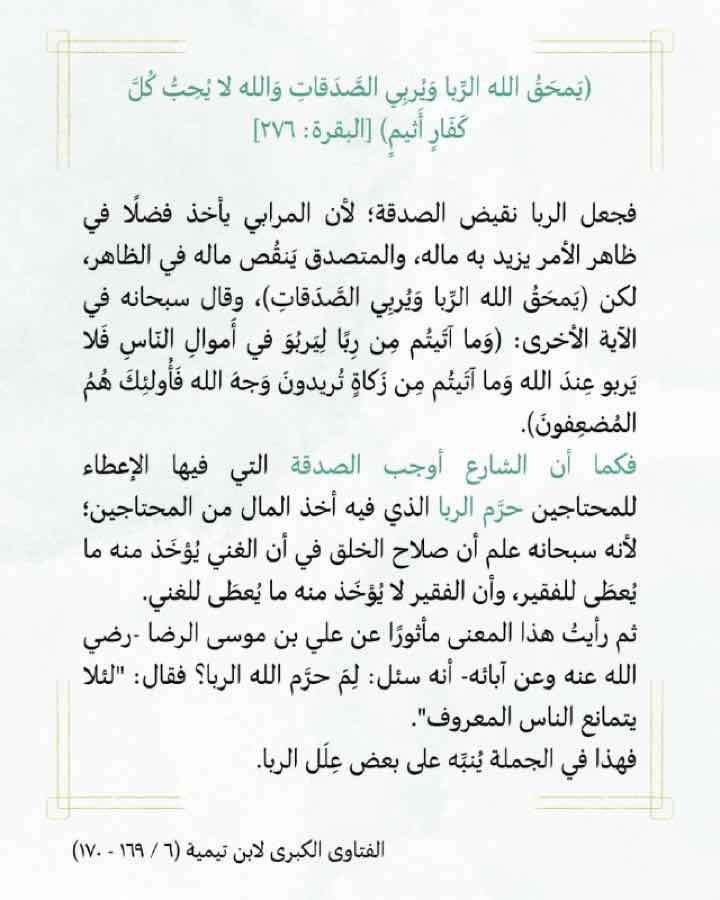 (يَمحَقُ الله الرِّبا وَيُربِي الصَّدَقاتِ وَالله لا يُحِبُّ كُلَّ
كَفّارٍ أَثيمٍ) [البقرة: ٢٧٦]
فجعل الربا نقيض الصدقة؛ لأن المرابي يأخذ فضلًا في
ظاهر الأمر يزيد به ماله، والمتصدق يَنقُص ماله في الظاهر،
لكن (يَمحَقُ الله الرِّبا وَيُربِي الصَّدَقاتِ)، وقال سبحانه في
الآية الأخرى: (وَما آتَيتُم مِن رِبًا لِيَربُوَ في أَموالِ النّاسِ فَلا
يَربو عِندَ الله وَما آتَيتُم مِن زَكاةٍ تُريدونَ وَجهَ الله فَأُولئِكَ هُمُ
المُضعِفونَ).
فكما أن الشارع أوجب الصدقة التي فيها الإعطاء
للمحتاجين حرَّم الربا الذي فيه أخذ المال من المحتاجين؛
لأنه سبحانه علم أن صلاح الخلق في أن الغني يُؤخَذ منه ما
يُعطَى للفقير، وأن الفقير لا يُؤخَذ منه ما يُعطَى للغني.
ثم رأيتُ هذا المعنى مأثورًا عن علي بن موسى الرضا -رضي
الله عنه وعن آبائه- أنه سئل: لِمَ حرَّم الله الربا؟ فقال: "لئلا
يتمانع الناس المعروف".
فهذا في الجملة يُنبِّه على بعض عِلَل الربا.
الفتاوى الكبرى لابن تيمية (٦ / ١٦٩ - ١٧٠)